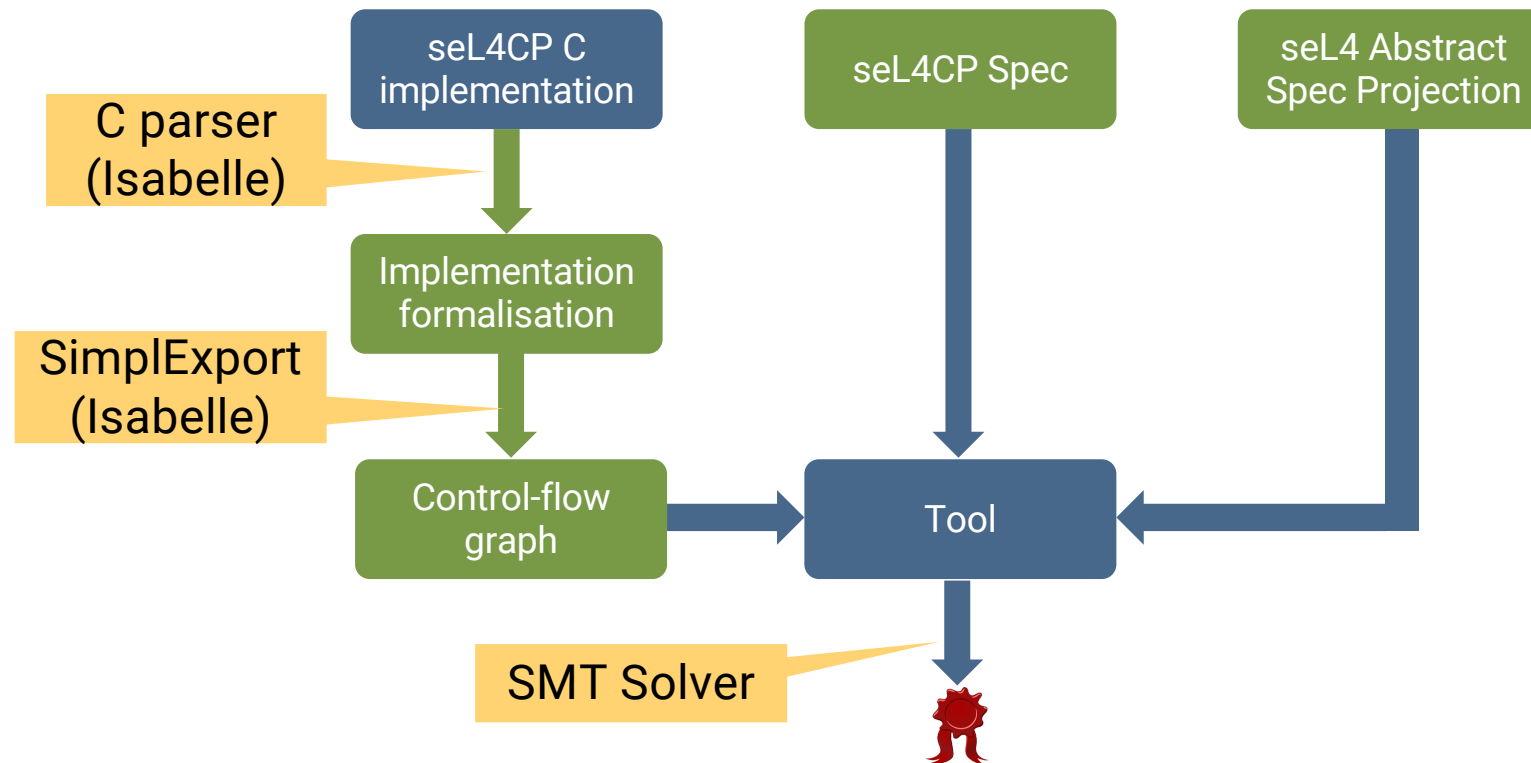 seL4CP C
implementation
seL4CP Spec
seL4 Abstract
Spec Projection
C parser
(Isabelle)
Implementation
formalisation
SimplExport
(Isabelle)
Control-flow
graph
Tool
SMT Solver